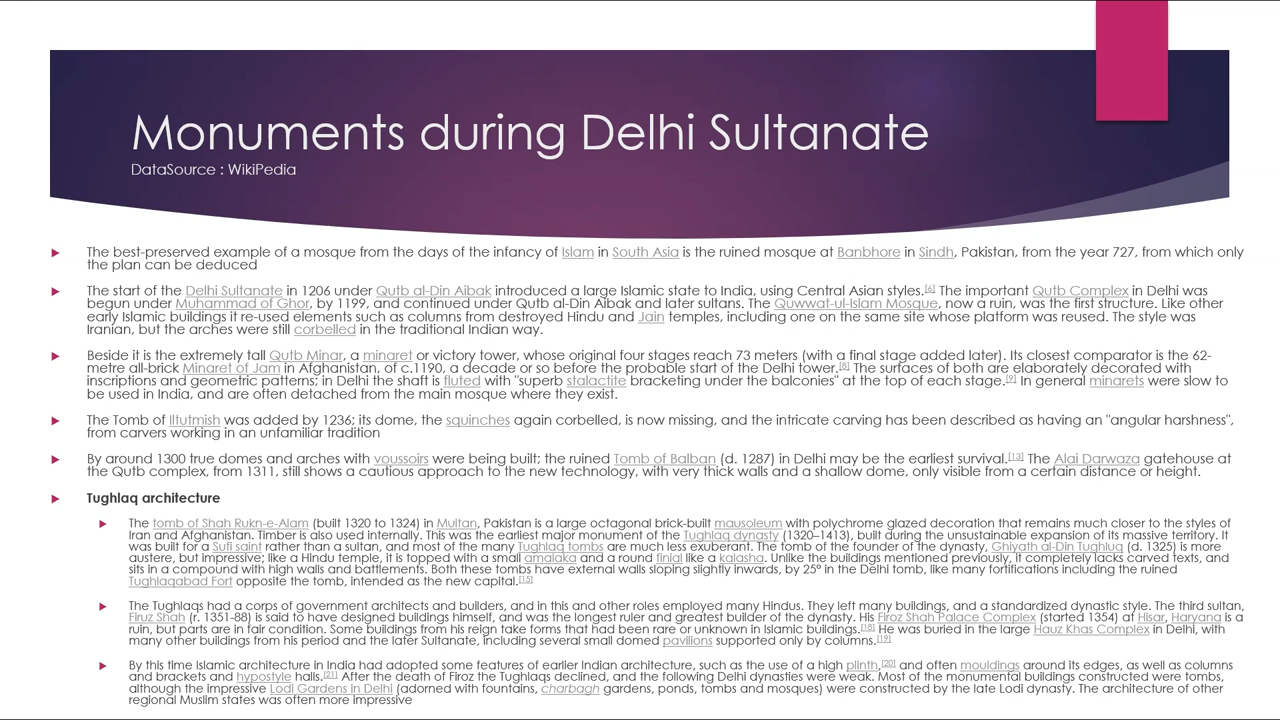 Monuments during Delhi Sultanate
DataSource : WikiPedia
The best-preserved example of a mosque from the days of the infancy of Islam in South Asia is the ruined mosque at Banbhore in Sindh, Pakistan, from the year 727, from which only
the plan can be deduced
The start of the Delhi Sultanate in 1206 under Qutb al-Din Aibak introduced a large Islamic state to India, using Central Asian styles.[6] The important Qutb Complex in Delhi was
begun under Muhammad of Ghor, by 1199, and continued under Qutb al-Din Aibak and later sultans. The Quwwat-ul-Islam Mosque, now a ruin, was the first structure. Like other
early Islamic buildings it re-used elements such as columns from destroyed Hindu and Jain temples, including one on the same site whose platform was reused. The style was
Iranian, but the arches were still corbelled in the traditional Indian way.
Beside it is the extremely tall Qutb Minar, a minaret or victory tower, whose original four stages reach 73 meters (with a final stage added later). Its closest comparator is the 62-
metre all-brick Minaret of Jam in Afghanistan, of c.1190, a decade or so before the probable start of the Delhi tower.[8] The surfaces of both are elaborately decorated with
inscriptions and geometric patterns; in Delhi the shaft is fluted with "superb stalactite bracketing under the balconies" at the top of each stage.[9] In general minarets were slow to
be used in India, and are often detached from the main mosque where they exist.
The Tomb of Iltutmish was added by 1236; its dome, the squinches again corbelled, is now missing, and the intricate carving has been described as having an "angular harshness",
from carvers working in an unfamiliar tradition
By around 1300 true domes and arches with voussoirs were being built; the ruined Tomb of Balban (d. 1287) in Delhi may be the earliest survival.[13] The Alai Darwaza gatehouse at
the Qutb complex, from 1311, still shows a cautious approach to the new technology, with very thick walls and a shallow dome, only visible from a certain distance or height.
Tughlaq architecture
The tomb of Shah Rukn-e-Alam (built 1320 to 1324) in Multan, Pakistan is a large octagonal brick-built mausoleum with polychrome glazed decoration that remains much closer to the styles of
Iran and Afghanistan. Timber is also used internally. This was the earliest major monument of the Tughlaq dynasty (1320–1413), built during the unsustainable expansion of its massive territory. It
was built for a Sufi saint rather than a sultan, and most of the many Tughlaq tombs are much less exuberant. The tomb of the founder of the dynasty, Ghiyath al-Din Tughluq (d. 1325) is more
austere, but impressive; like a Hindu temple, it is topped with a small amalaka and a round finial like a kalasha. Unlike the buildings mentioned previously, it completely lacks carved texts, and
sits in a compound with high walls and battlements. Both these tombs have external walls sloping slightly inwards, by 25° in the Delhi tomb, like many fortifications including the ruined
Tughlaqabad Fort opposite the tomb, intended as the new capital.[15]
The Tughlaqs had a corps of government architects and builders, and in this and other roles employed many Hindus. They left many buildings, and a standardized dynastic style. The third sultan,
Firuz Shah (r. 1351-88) is said to have designed buildings himself, and was the longest ruler and greatest builder of the dynasty. His Firoz Shah Palace Complex (started 1354) at Hisar, Haryana is a
ruin, but parts are in fair condition. Some buildings from his reign take forms that had been rare or unknown in Islamic buildings.[18] He was buried in the large Hauz Khas Complex in Delhi, with
many other buildings from his period and the later Sultanate, including several small domed pavilions supported only by columns.[19]
By this time Islamic architecture in India had adopted some features of earlier Indian architecture, such as the use of a high plinth,[20] and often mouldings around its edges, as well as columns
and brackets and hypostyle halls.[21] After the death of Firoz the Tughlaqs declined, and the following Delhi dynasties were weak. Most of the monumental buildings constructed were tombs,
although the impressive Lodi Gardens in Delhi (adorned with fountains, charbagh gardens, ponds, tombs and mosques) were constructed by the late Lodi dynasty. The architecture of other
regional Muslim states was often more impressive